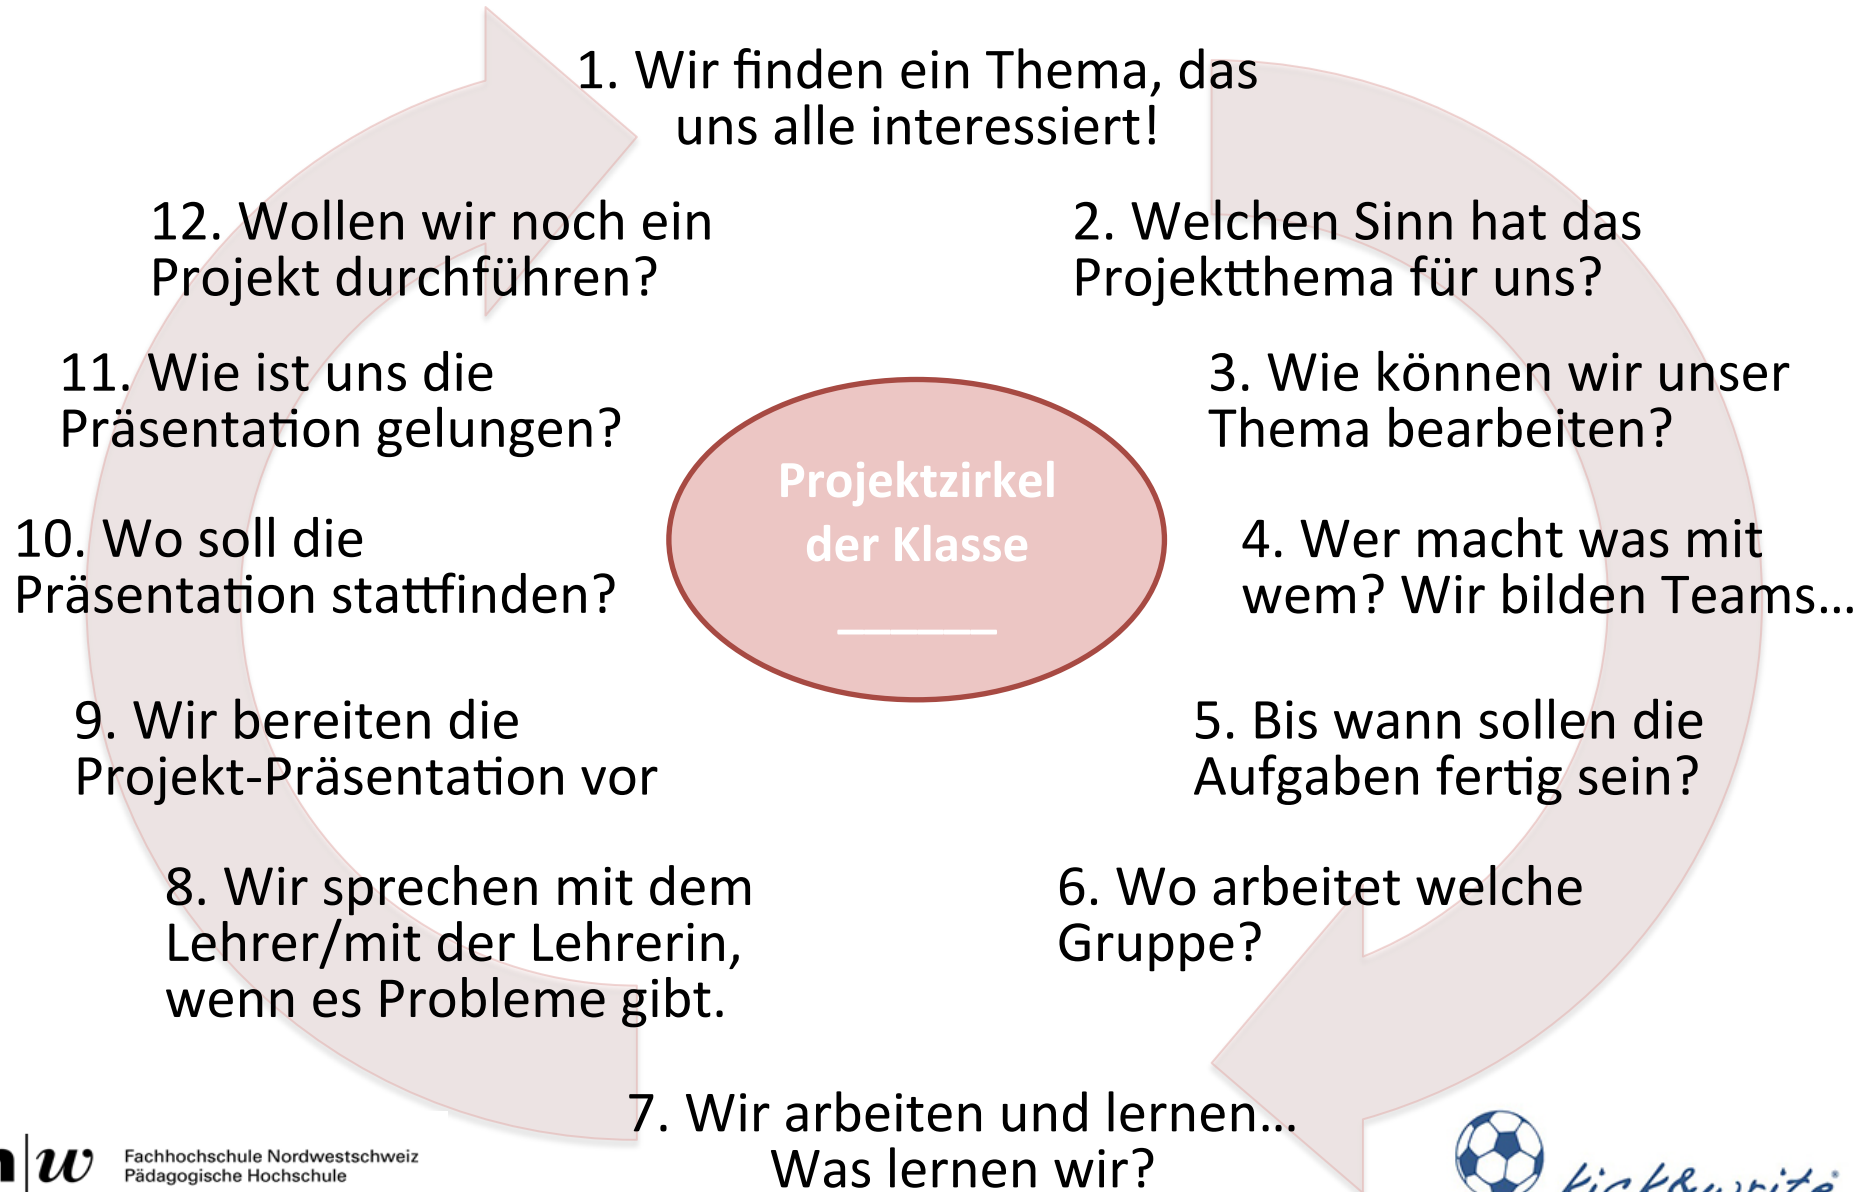 1. Wir finden ein Thema, das
uns alle interessiert!
2. Welchen Sinn hat das
Projektthema für uns?
3. Wie können wir unser
Thema bearbeiten?
4. Wer macht was mit
wem? Wir bilden Teams...
5. Bis wann sollen die
Aufgaben fertig sein?
6. Wo arbeitet welche
Gruppe?
7. Wir arbeiten und lernen...
Was lernen wir?
8. Wir sprechen mit dem
Lehrer/mit der Lehrerin,
wenn es Probleme gibt.
9. Wir bereiten die
Projekt-Präsentation vor
10. Wo soll die
Präsentation stattfinden?
11. Wie ist uns die
Präsentation gelungen?
12. Wollen wir noch ein
Projekt durchführen?
Projektzirkel
der Klasse
______
Fachhochschule Nordwestschweiz
Pädagogische Hochschule
kick&write